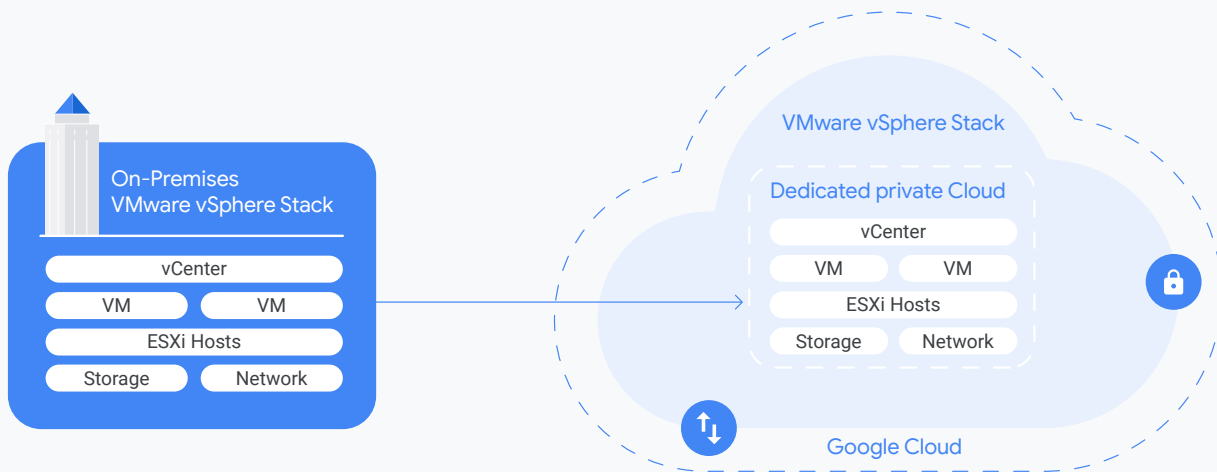 On-Premises
VMware vSphere Stack
vCenter
VM VM
ESXi Hosts
Storage Network
VMware vSphere Stack
Dedicated private Cloud
vCenter
VM VM
ESXi Hosts
Storage Network
Google Cloud